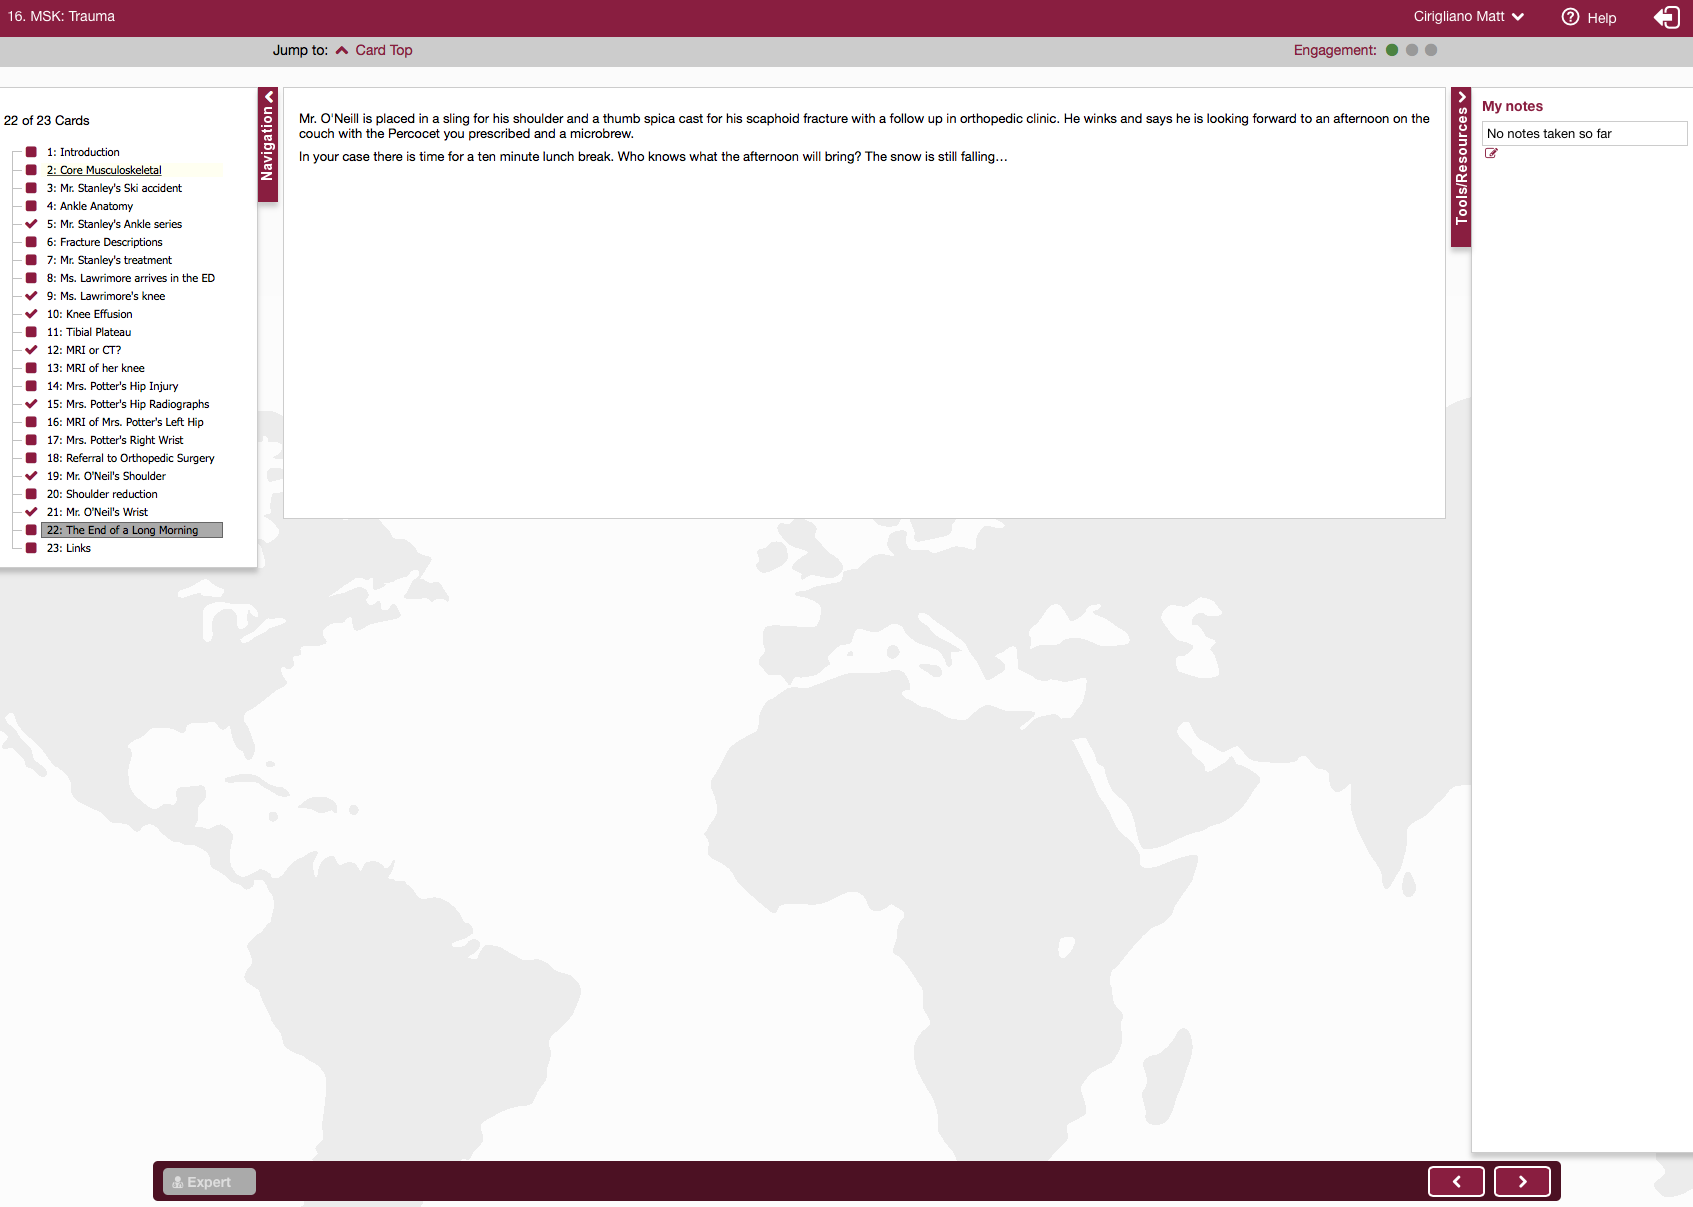 16. MSK: Trauma
Cirigliano Matt
Help
Jump to: Card Top
Engagement:
22 of 23 Cards
1: Introduction
2: Core Musculoskeletal
3: Mr. Stanley's Ski accident
4: Ankle Anatomy
5: Mr. Stanley's Ankle series
6: Fracture Descriptions
7: Mr. Stanley's treatment
8: Ms. Lawrimore arrives in the ED
9: Ms. Lawrimore's knee
10: Knee Effusion
11: Tibial Plateau
12: MRI or CT?
13: MRI of her knee
14: Mrs. Potter's Hip Injury
15: Mrs. Potter's Hip Radiographs
16: MRI of Mrs. Potter's Left Hip
17: Mrs. Potter's Right Wrist
18: Referral to Orthopedic Surgery
19: Mr. O'Neil's Shoulder
20: Shoulder reduction
21: Mr. O'Neil's Wrist
22: The End of a Long Morning
23: Links
Navigation
Mr. O'Neill is placed in a sling for his shoulder and a thumb spica cast for his scaphoid fracture with a follow up in orthopedic clinic. He winks and says he is looking forward to an afternoon on the
couch with the Percocet you prescribed and a microbrew.
In your case there is time for a ten minute lunch break. Who knows what the afternoon will bring? The snow is still falling…
Tools/Resources
My notes
No notes taken so far
Expert